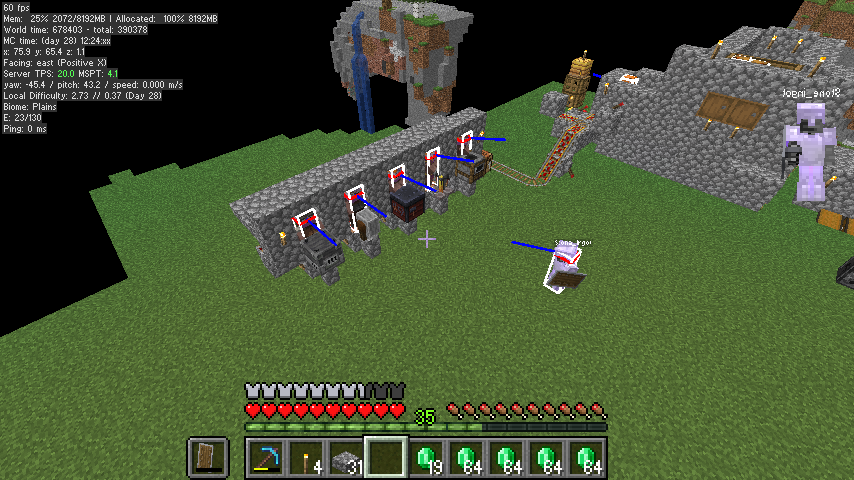 60 fps
Mem: 25% 2072/8192MB | Allocated: 100% 8192MB
World time: 678403 - total: 390378
MC time: (day 28) 12:24:xx
x: 75.9 y: 65.4 z: 1.1
Facing: east (Positive X)
Server TPS: 20.0 MSPT: 4.1
yaw: -45.4 / pitch: 43.2 / speed: 0.000 m/s
Local Difficulty: 2.73 // 0.37 (Day 28)
Biome: Plains
E: 23/130
Ping: 0 ms
35
4
31
19
64
64
64
64